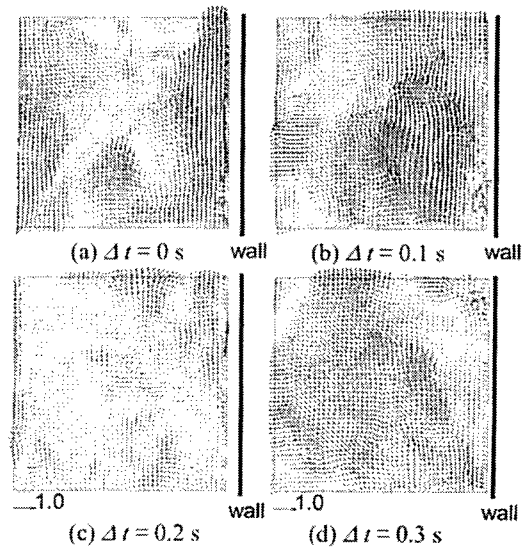 (a) Δ t = 0 s
wall
(b) Δ t = 0.1 s
wall
1.0
wall
(c) Δ t = 0.2 s
1.0
wall
(d) Δ t = 0.3 s